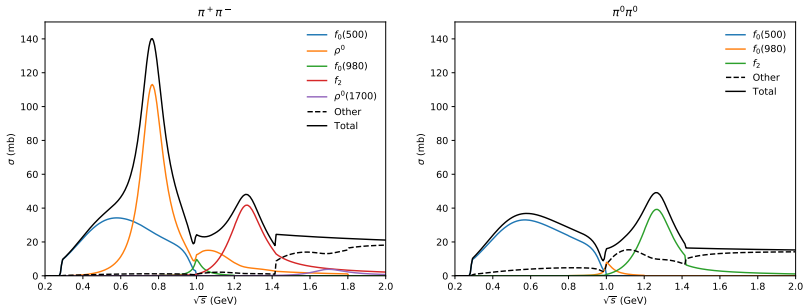 π⁺π⁻
σ (mb)
140
120
100
80
60
40
20
0
0.2 0.4 0.6 0.8 1.0 1.2 1.4 1.6 1.8 2.0
√s (GeV)
f₀(500)
ρ⁰
f₀(980)
f₂
ρ⁰(1700)
Other
Total
π⁰π⁰
σ (mb)
140
120
100
80
60
40
20
0
0.2 0.4 0.6 0.8 1.0 1.2 1.4 1.6 1.8 2.0
√s (GeV)
f₀(500)
f₀(980)
f₂
Other
Total